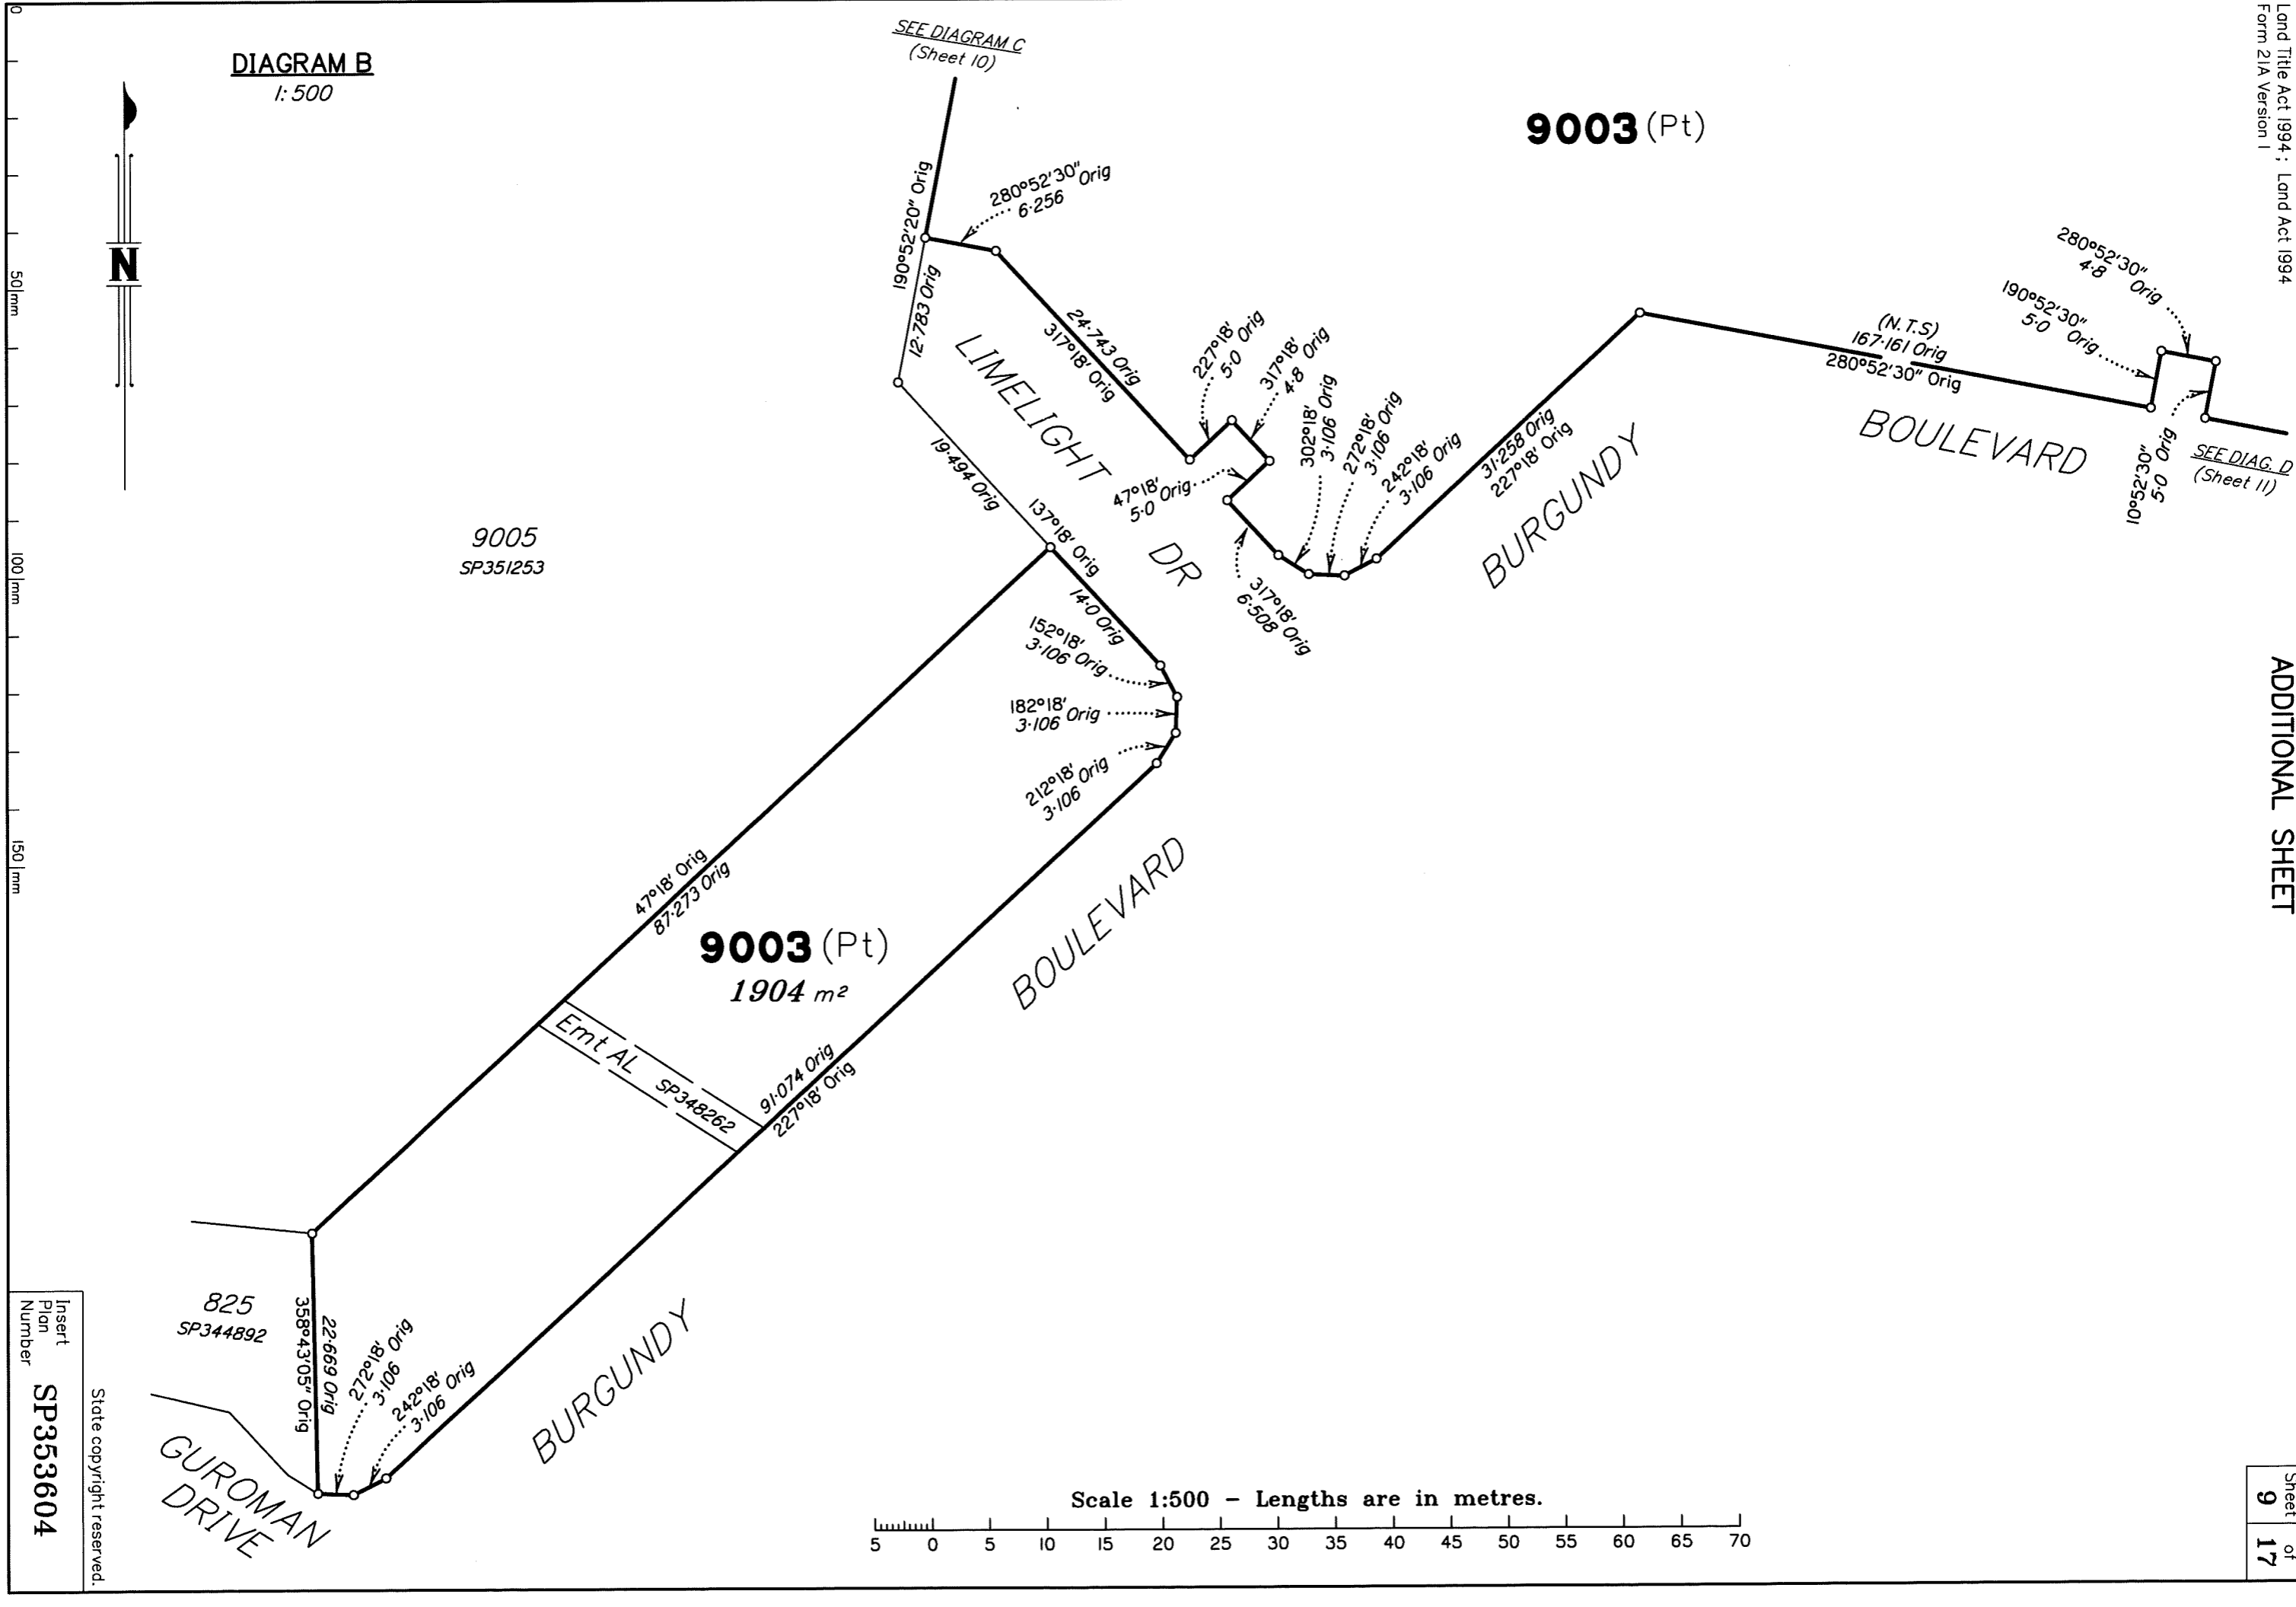 Land Title Act 1994 ; Land Act 1994
Form 21A Version 1
DIAGRAM B
1:500
N
SEE DIAGRAM C
(Sheet 10)
9003 (Pt)
190°52'20" Orig
280°52'30" Orig
6·256
12·783 Orig
24·743 Orig
317°18' Orig
LIMELIGHT DR
19·494 Orig
227°18'
5·0 Orig
317°18'
4·8 Orig
47°18'
5·0 Orig
302°18'
3·106 Orig
272°18'
3·106 Orig
242°18'
3·106 Orig
317°18' Orig
6·508
31·258 Orig
227°18' Orig
BURGUNDY
(N.T.S)
167·161 Orig
280°52'30" Orig
BOULEVARD
280°52'30"
4·8 Orig
190°52'30"
5·0 Orig
10°52'30"
5·0 Orig
SEE DIAG. D
(Sheet 11)
9005
SP351253
137°18' Orig
14·0 Orig
152°18'
3·106 Orig
182°18'
3·106 Orig
212°18' Orig
3·106
47°18' Orig
87·273 Orig
9003 (Pt)
1904 m²
BOULEVARD
Emt AL SP348262
91·074 Orig
227°18' Orig
825
SP344892
358°43'05" Orig
22·669 Orig
272°18' Orig
3·106
242°18' Orig
3·106
BURGUNDY
GUROMAN
DRIVE
Scale 1:500 – Lengths are in metres.
5 0 5 10 15 20 25 30 35 40 45 50 55 60 65 70
0
50 mm
100 mm
150 mm
ADDITIONAL SHEET
Sheet
9
of
17
State copyright reserved.
Insert
Plan
Number
SP353604